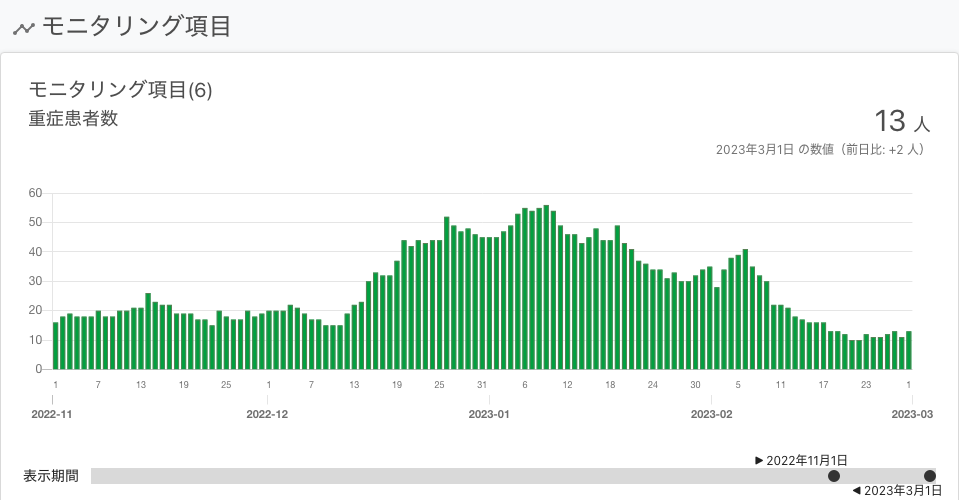 モニタリング項目
モニタリング項目(6)
重症患者数
13 人
2023年3月1日 の数値（前日比: +2 人）
60
50
40
30
20
10
0
1 7 13 19 25 1 7 13 19 25 31 6 12 18 24 30 5 11 17 23 1
2022-11 2022-12 2023-01 2023-02 2023-03
▶ 2022年11月1日
表示期間
◀ 2023年3月1日